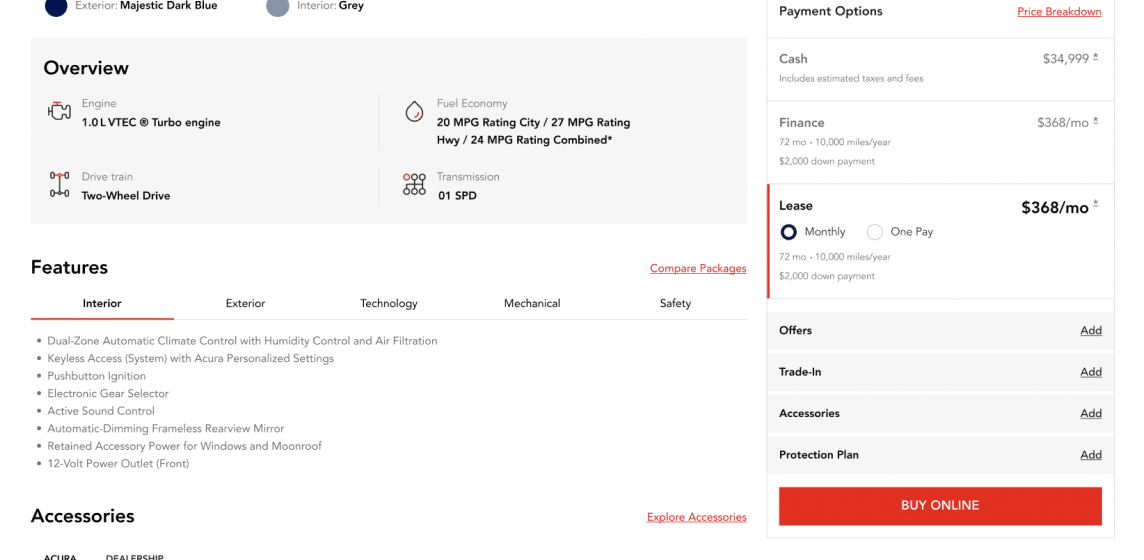 Exterior: Majestic Dark Blue
Interior: Grey
Overview
Engine
1.0 L VTEC ® Turbo engine
Fuel Economy
20 MPG Rating City / 27 MPG Rating
Hwy / 24 MPG Rating Combined*
Drive train
Two-Wheel Drive
Transmission
01 SPD
Features
Compare Packages
Interior
Exterior
Technology
Mechanical
Safety
• Dual-Zone Automatic Climate Control with Humidity Control and Air Filtration
• Keyless Access (System) with Acura Personalized Settings
• Pushbutton Ignition
• Electronic Gear Selector
• Active Sound Control
• Automatic-Dimming Frameless Rearview Mirror
• Retained Accessory Power for Windows and Moonroof
• 12-Volt Power Outlet (Front)
Accessories
Explore Accessories
ACURA
DEALERSHIP
Payment Options
Price Breakdown
Cash
$34,999 *
Includes estimated taxes and fees
Finance
$368/mo *
72 mo • 10,000 miles/year
$2,000 down payment
Lease
$368/mo *
Monthly
One Pay
72 mo • 10,000 miles/year
$2,000 down payment
Offers
Add
Trade-In
Add
Accessories
Add
Protection Plan
Add
BUY ONLINE